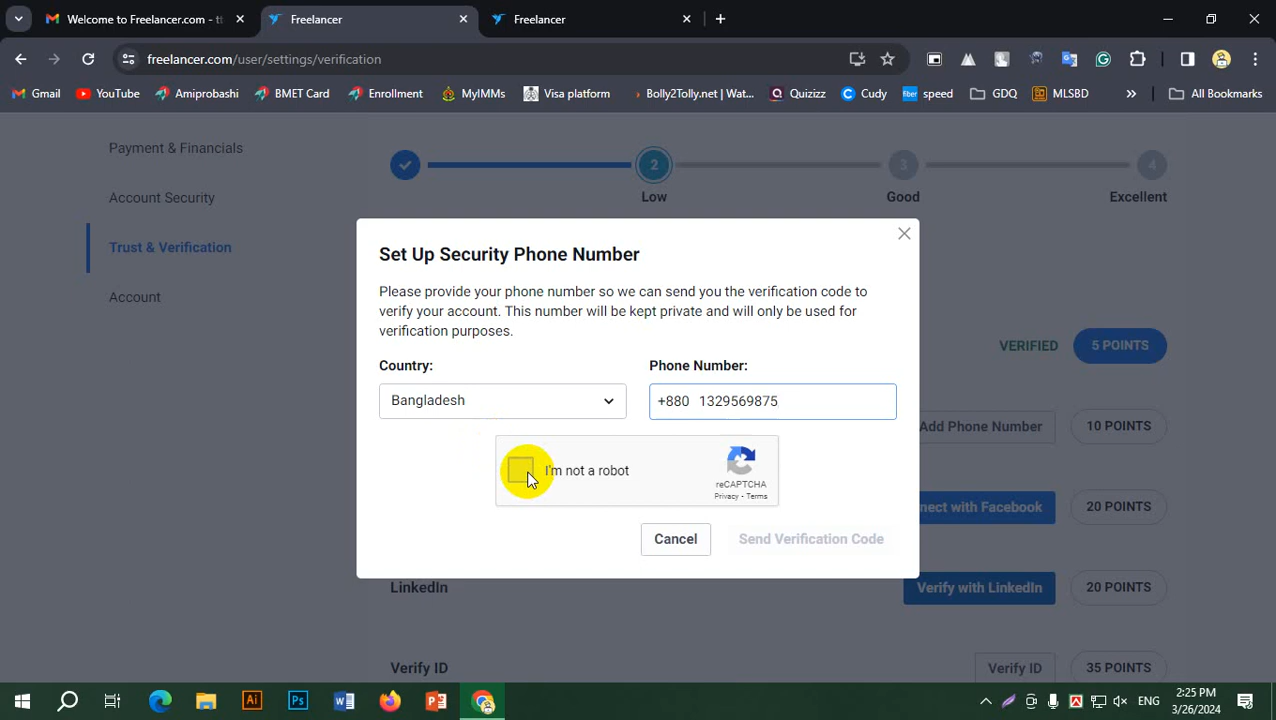 Welcome to Freelancer.com - tt
Freelancer
Freelancer
freelancer.com/user/settings/verification
Gmail
YouTube
Amiprobashi
BMET Card
Enrollment
MyIMMs
Visa platform
Bolly2Tolly.net | Wat...
Quizizz
Cudy
speed
GDQ
MLSBD
All Bookmarks
Payment & Financials
Account Security
Trust & Verification
Account
2
3
4
Low
Good
Excellent
Set Up Security Phone Number
Please provide your phone number so we can send you the verification code to
verify your account. This number will be kept private and will only be used for
verification purposes.
Country:
Phone Number:
Bangladesh
+880 1329569875
I'm not a robot
reCAPTCHA
Privacy - Terms
Cancel
Send Verification Code
VERIFIED
5 POINTS
Add Phone Number
10 POINTS
nect with Facebook
20 POINTS
LinkedIn
Verify with LinkedIn
20 POINTS
Verify ID
Verify ID
35 POINTS
ENG
2:25 PM
3/26/2024